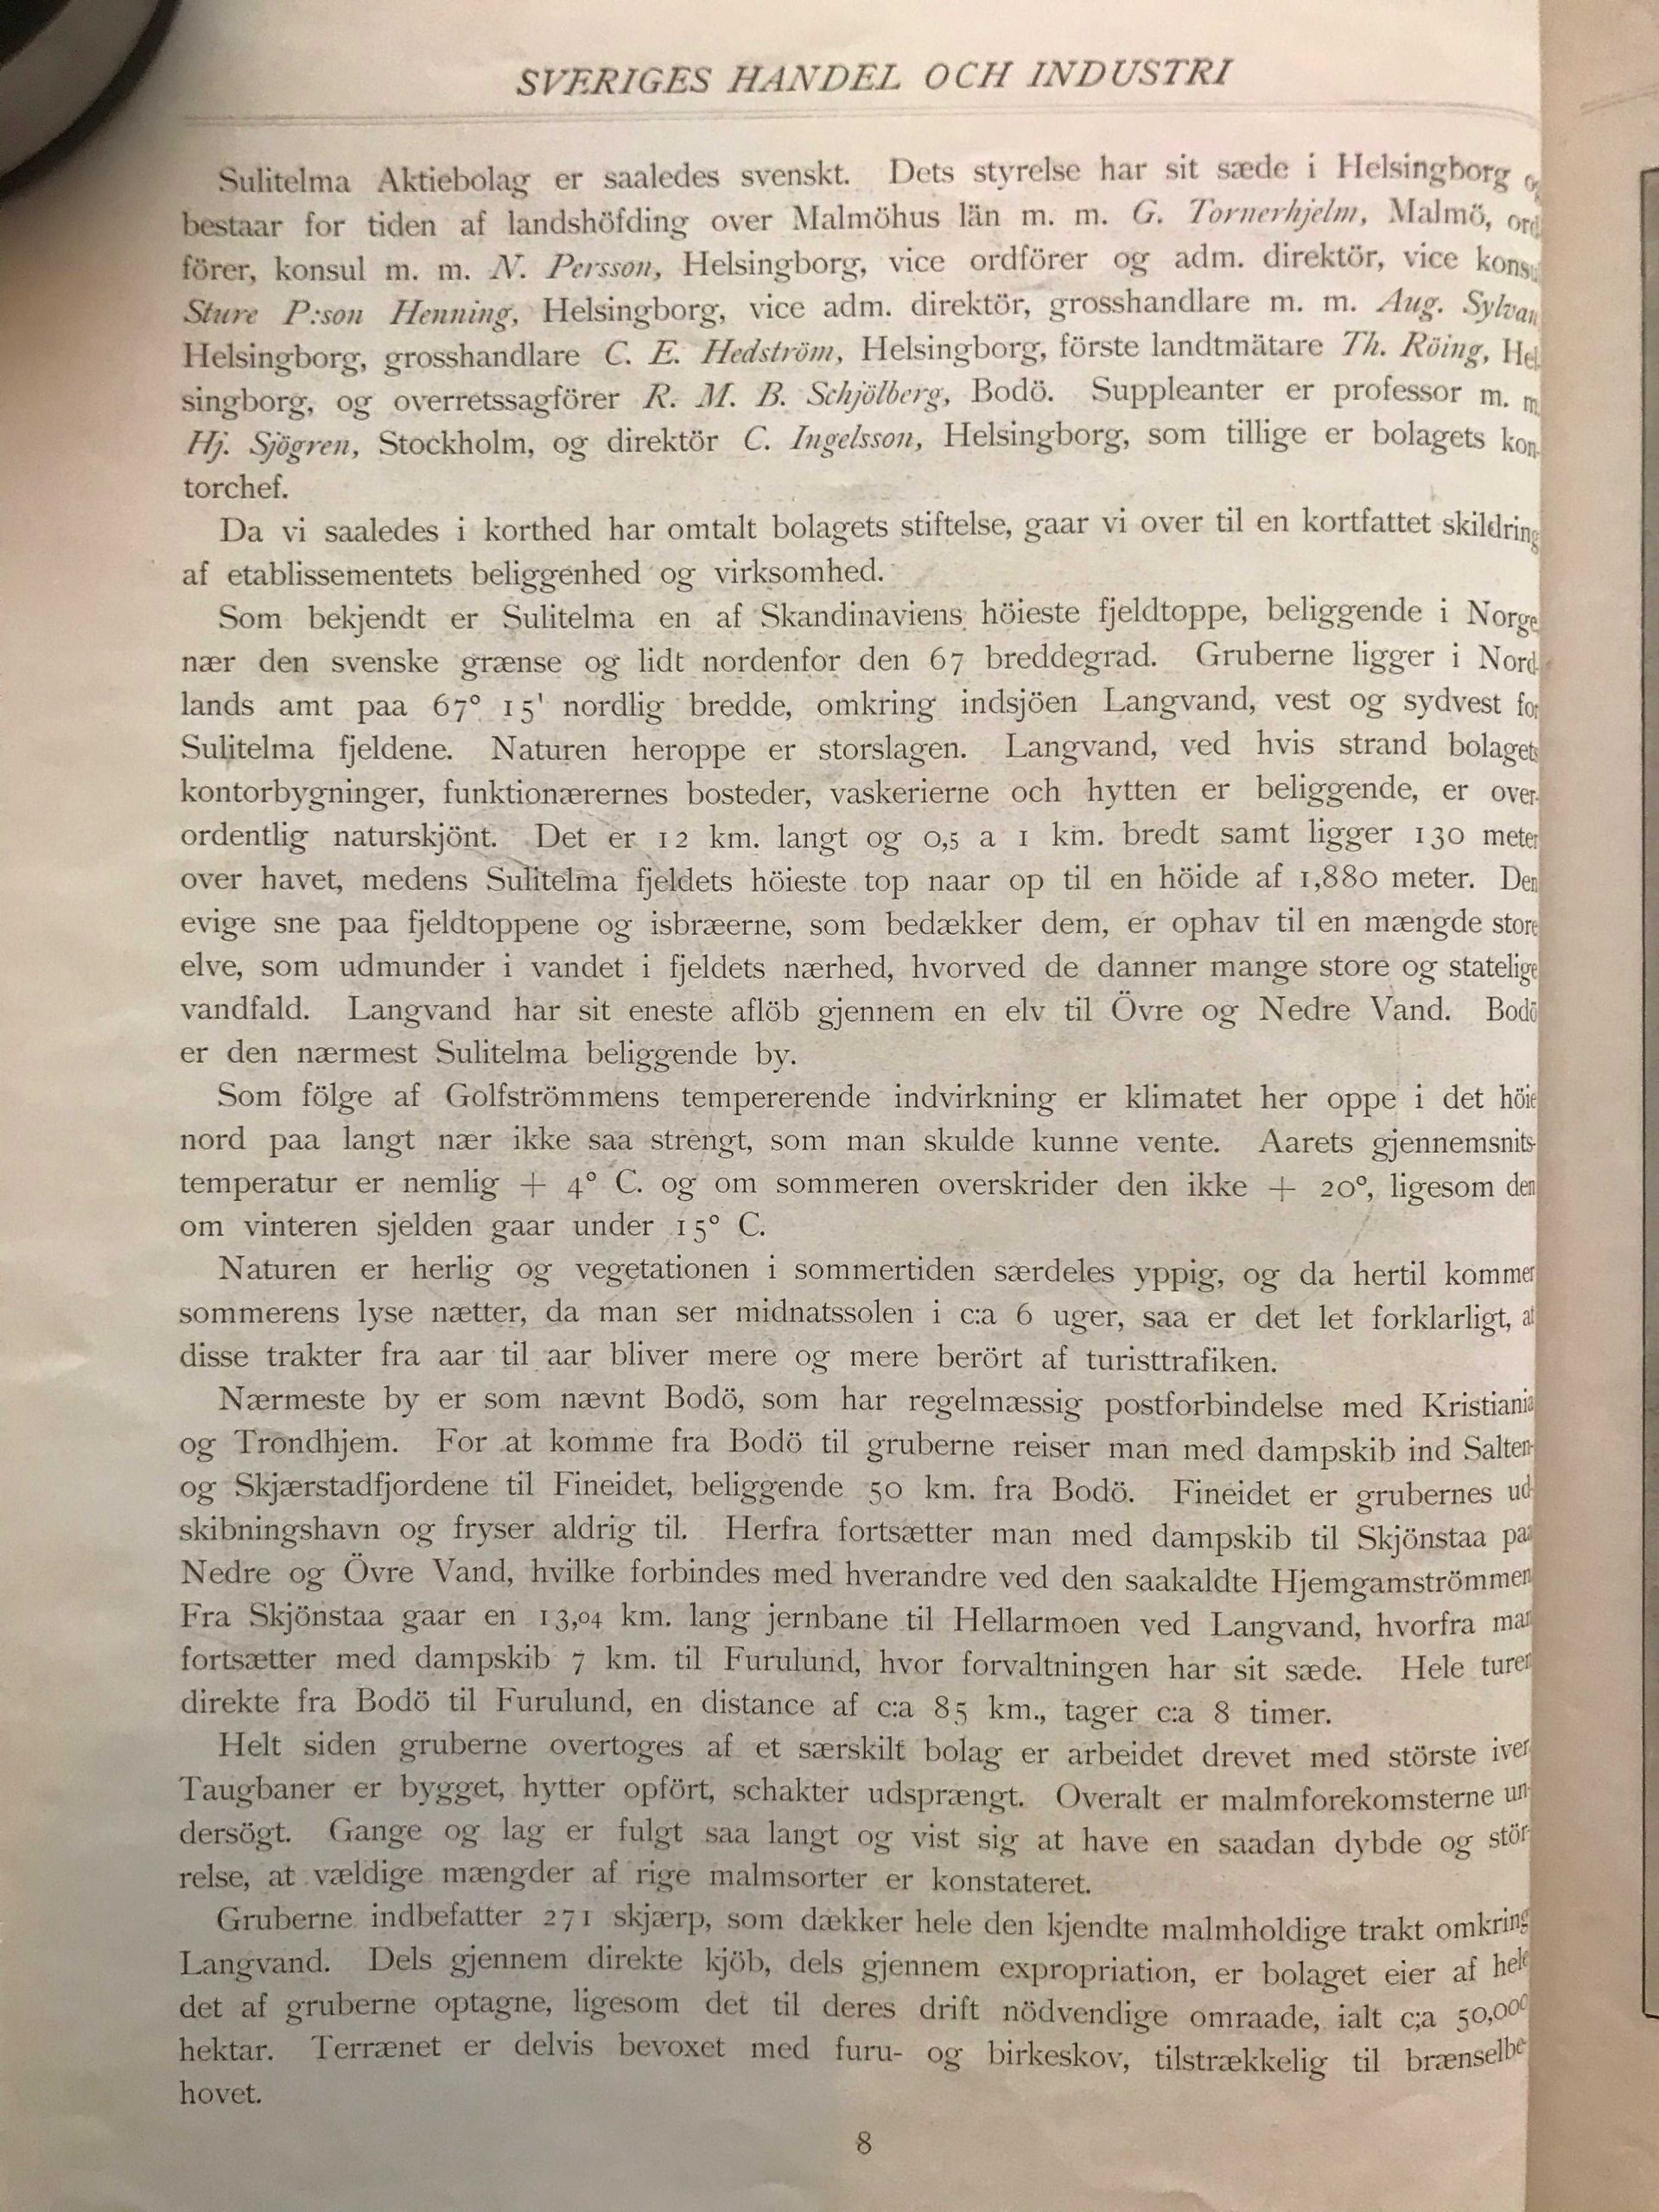 SVERIGES HANDEL OCH INDUSTRI
Sulitelma Aktiebolag er saaledes svenskt. Dets styrelse har sit sæde i Helsingborg og
bestaar for tiden af landshöfding over Malmöhus län m. m. G. Tornerhjelm, Malmö, ord
förer, konsul m. m. N. Persson, Helsingborg, vice ordförer og adm. direktör, vice konsu
Sture P:son Henning, Helsingborg, vice adm. direktör, grosshandlare m. m. Aug. Sylvan
Helsingborg, grosshandlare C. E. Hedström, Helsingborg, förste landtmätare Th. Röing, Hel
singborg, og overretssagförer R. M. B. Schjölberg, Bodö. Suppleanter er professor m. m
Hj. Sjögren, Stockholm, og direktör C. Ingelsson, Helsingborg, som tillige er bolagets kon-
torchef.
Da vi saaledes i korthed har omtalt bolagets stiftelse, gaar vi over til en kortfattet skildring
af etablissementets beliggenhed og virksomhed.
Som bekjendt er Sulitelma en af Skandinaviens höieste fjeldtoppe, beliggende i Norge
nær den svenske grænse og lidt nordenfor den 67 breddegrad. Gruberne ligger i Nord-
lands amt paa 67° 15' nordlig bredde, omkring indsjöen Langvand, vest og sydvest for
Sulitelma fjeldene. Naturen heroppe er storslagen. Langvand, ved hvis strand bolagets
kontorbygninger, funktionærernes bosteder, vaskerierne och hytten er beliggende, er over-
ordentlig naturskjönt. Det er 12 km. langt og 0,5 a 1 km. bredt samt ligger 130 meter
over havet, medens Sulitelma fjeldets höieste top naar op til en höide af 1,880 meter. Den
evige sne paa fjeldtoppene og isbræerne, som bedækker dem, er ophav til en mængde store
elve, som udmunder i vandet i fjeldets nærhed, hvorved de danner mange store og statelige
vandfald. Langvand har sit eneste aflöb gjennem en elv til Övre og Nedre Vand. Bodö
er den nærmest Sulitelma beliggende by.
Som fölge af Golfströmmens tempererende indvirkning er klimatet her oppe i det höie
nord paa langt nær ikke saa strengt, som man skulde kunne vente. Aarets gjennemsnits-
temperatur er nemlig + 4° C. og om sommeren overskrider den ikke + 20°, ligesom den
om vinteren sjelden gaar under 15° C.
Naturen er herlig og vegetationen i sommertiden særdeles yppig, og da hertil kommer
sommerens lyse nætter, da man ser midnatssolen i c:a 6 uger, saa er det let forklarligt, at
disse trakter fra aar til aar bliver mere og mere berört af turisttrafiken.
Nærmeste by er som nævnt Bodö, som har regelmæssig postforbindelse med Kristiania
og Trondhjem. For at komme fra Bodö til gruberne reiser man med dampskib ind Salten-
og Skjærstadfjordene til Fineidet, beliggende 50 km. fra Bodö. Fineidet er grubernes ud-
skibningshavn og fryser aldrig til. Herfra fortsætter man med dampskib til Skjönstaa paa
Nedre og Övre Vand, hvilke forbindes med hverandre ved den saakaldte Hjemgamströmmen
Fra Skjönstaa gaar en 13,04 km. lang jernbane til Hellarmoen ved Langvand, hvorfra man
fortsætter med dampskib 7 km. til Furulund, hvor forvaltningen har sit sæde. Hele turen
direkte fra Bodö til Furulund, en distance af c:a 85 km., tager c:a 8 timer.
Helt siden gruberne overtoges af et særskilt bolag er arbeidet drevet med störste iver
Taugbaner er bygget, hytter opfört, schakter udsprængt. Overalt er malmforekomsterne un-
dersögt. Gange og lag er fulgt saa langt og vist sig at have en saadan dybde og stör-
relse, at vældige mængder af rige malmsorter er konstateret.
Gruberne indbefatter 271 skjærp, som dækker hele den kjendte malmholdige trakt omkring
Langvand. Dels gjennem direkte kjöb, dels gjennem expropriation, er bolaget eier af hele
det af gruberne optagne, ligesom det til deres drift nödvendige omraade, ialt c;a 50,000
hektar. Terrænet er delvis bevoxet med furu- og birkeskov, tilstrækkelig til brænselbe-
hovet.
8